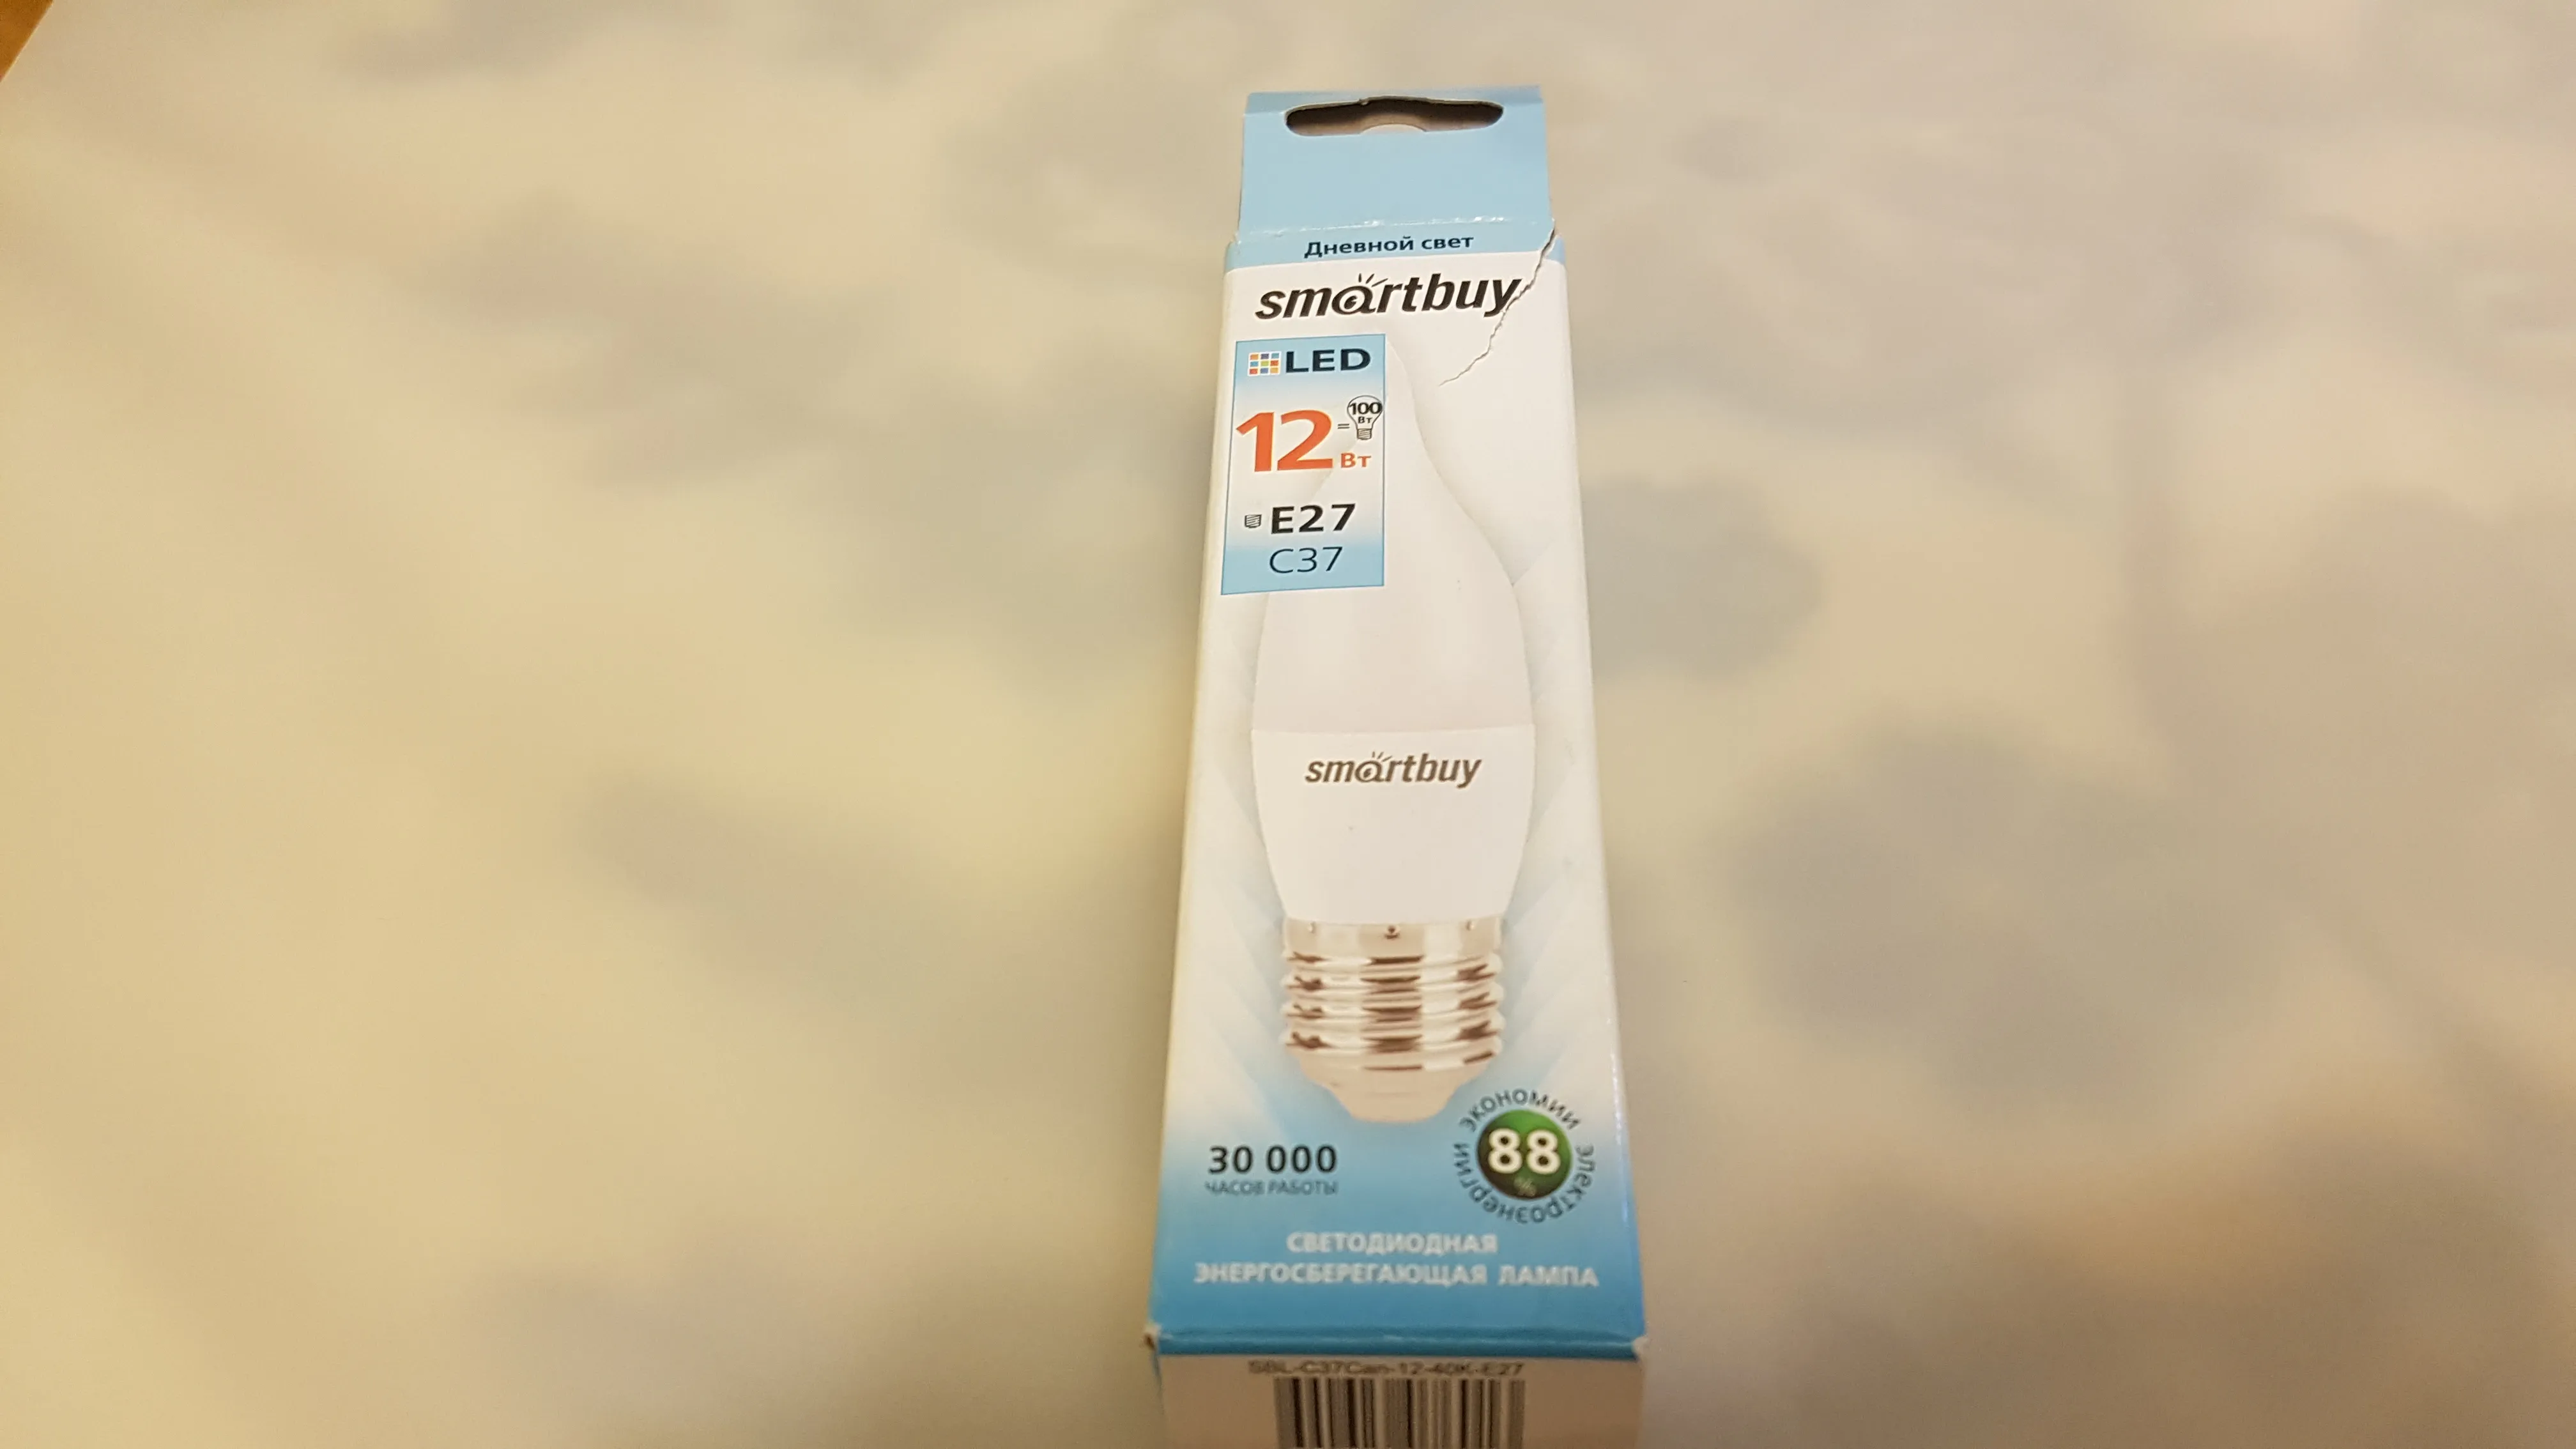 Дневной свет
smartbuy
LED
12 Вт = 100 Вт
E27
C37
smartbuy
30 000
ЧАСОВ РАБОТЫ
88 %
ЭКОНОМИИ ЭЛЕКТРОЭНЕРГИИ
СВЕТОДИОДНАЯ
ЭНЕРГОСБЕРЕГАЮЩАЯ ЛАМПА
SBL-C37Can-12-40K-E27